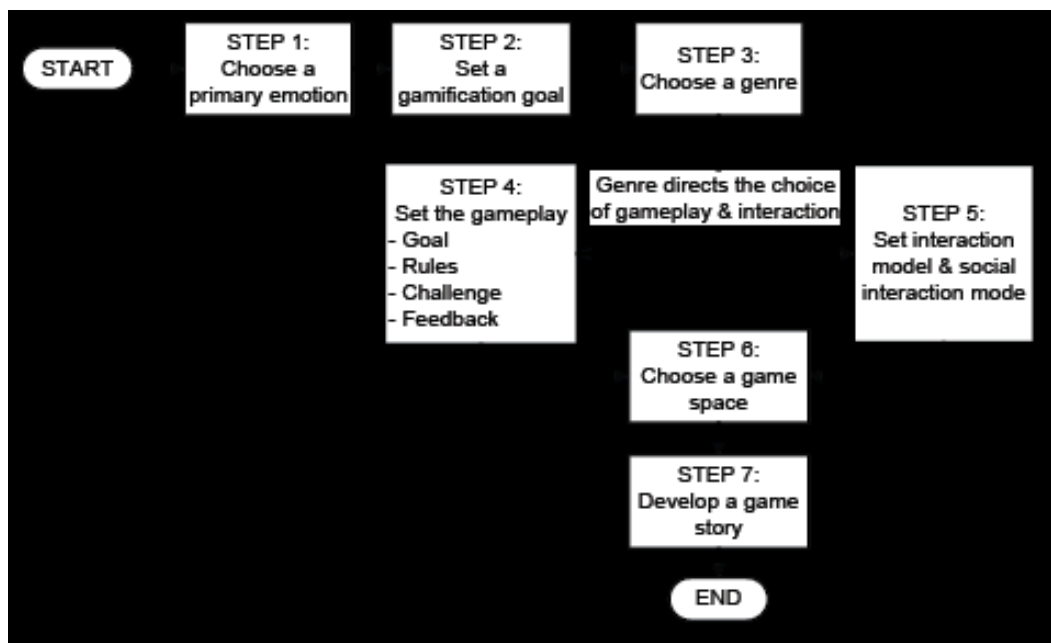 START
STEP 1:
Choose a
primary emotion
STEP 2:
Set a
gamification goal
STEP 3:
Choose a genre
STEP 4:
Set the gameplay
- Goal
- Rules
- Challenge
- Feedback
Genre directs the choice
of gameplay & interaction
STEP 5:
Set interaction
model & social
interaction mode
STEP 6:
Choose a game
space
STEP 7:
Develop a game
story
END